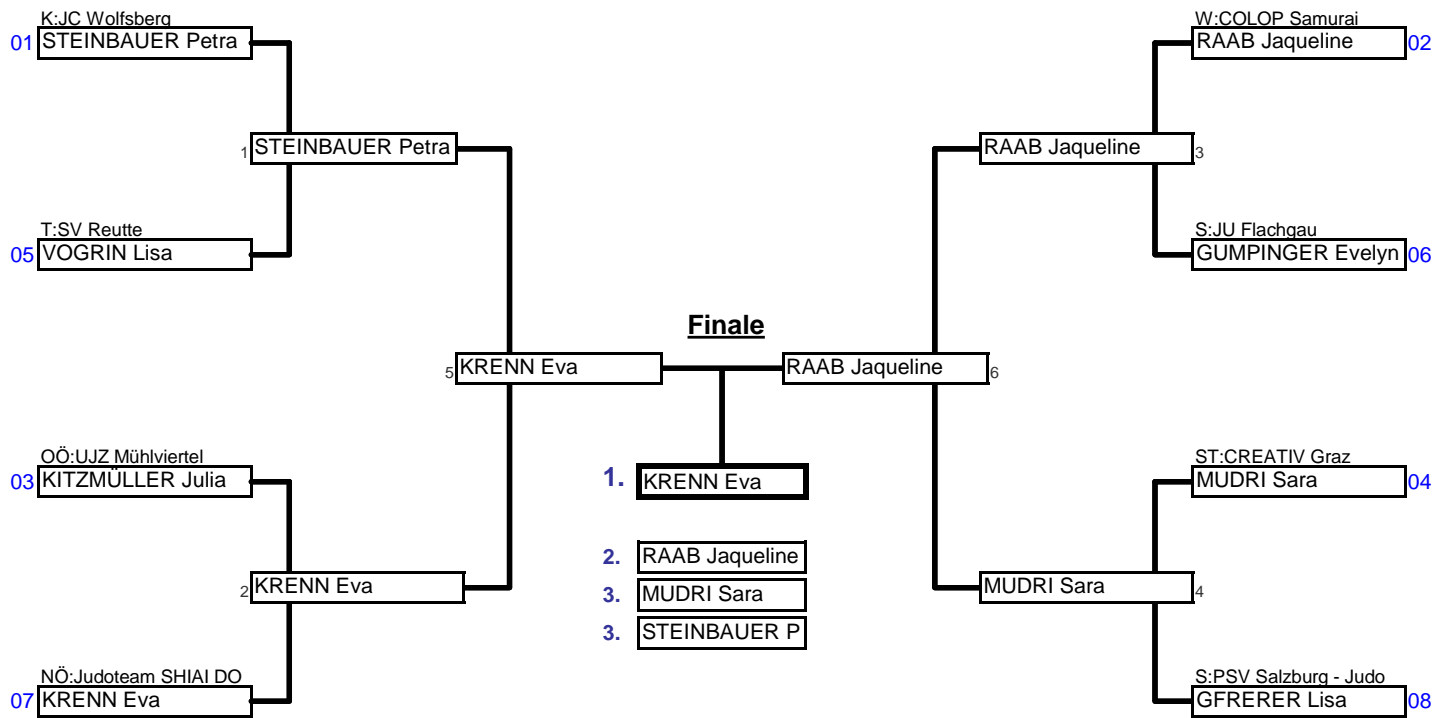 K:JC Wolfsberg
01 STEINBAUER Petra
W:COLOP Samurai
RAAB Jaqueline 02
1 STEINBAUER Petra
RAAB Jaqueline 3
T:SV Reutte
05 VOGRIN Lisa
S:JU Flachgau
GUMPINGER Evelyn 06
Finale
5 KRENN Eva
RAAB Jaqueline 6
OÖ:UJZ Mühlviertel
03 KITZMÜLLER Julia
1. KRENN Eva
ST:CREATIV Graz
MUDRI Sara 04
2. RAAB Jaqueline
2 KRENN Eva
3. MUDRI Sara
MUDRI Sara 4
3. STEINBAUER P
NÖ:Judoteam SHIAI DO
07 KRENN Eva
S:PSV Salzburg - Judo
GFRERER Lisa 08